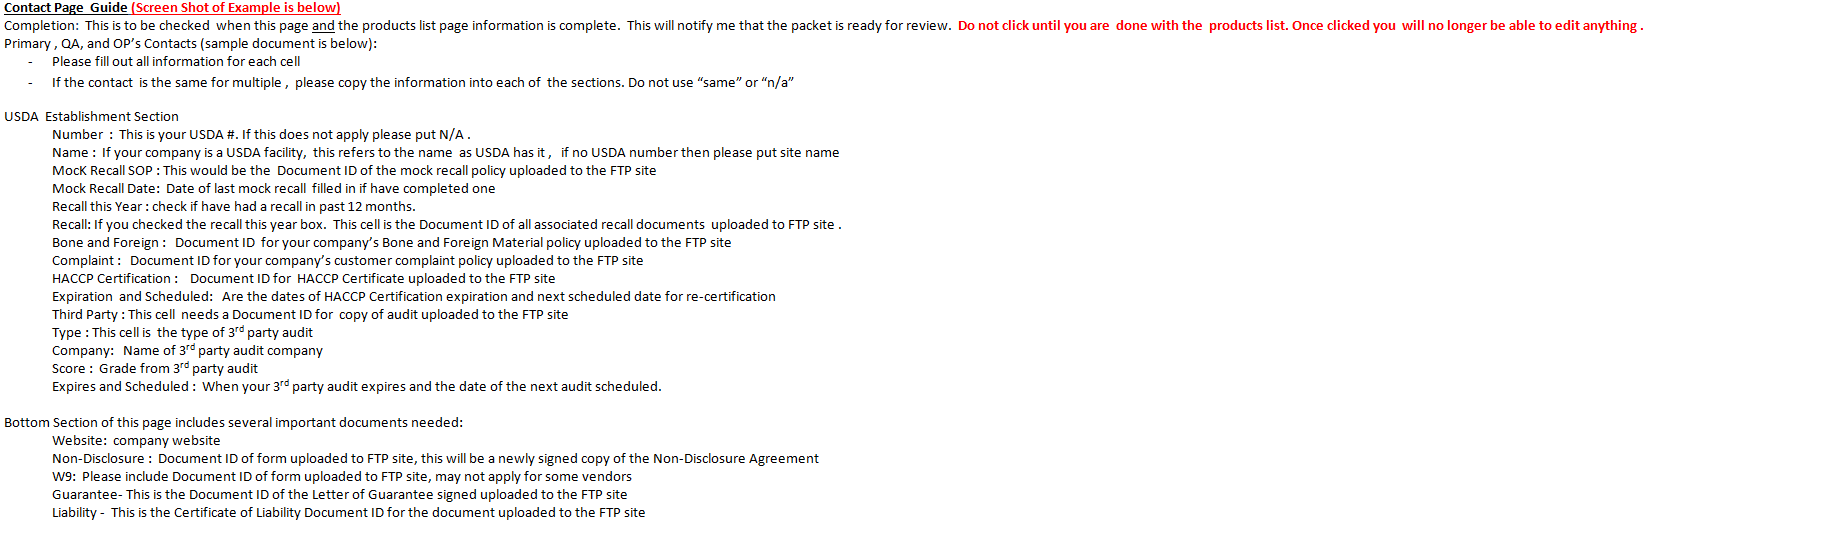 Contact Page Guide (Screen Shot of Example is below)
Completion: This is to be checked when this page and the products list page information is complete. This will notify me that the packet is ready for review. Do not click until you are done with the products list. Once clicked you will no longer be able to edit anything .
Primary , QA, and OP's Contacts (sample document is below):
- Please fill out all information for each cell
- If the contact is the same for multiple , please copy the information into each of the sections. Do not use “same” or “n/a”
USDA Establishment Section
Number : This is your USDA #. If this does not apply please put N/A .
Name : If your company is a USDA facility, this refers to the name as USDA has it , if no USDA number then please put site name
Mock Recall SOP : This would be the Document ID of the mock recall policy uploaded to the FTP site
Mock Recall Date: Date of last mock recall filled in if have completed one
Recall this Year : check if have had a recall in past 12 months.
Recall: If you checked the recall this year box. This cell is the Document ID of all associated recall documents uploaded to FTP site .
Bone and Foreign : Document ID for your company's Bone and Foreign Material policy uploaded to the FTP site
Complaint : Document ID for your company's customer complaint policy uploaded to the FTP site
HACCP Certification : Document ID for HACCP Certificate uploaded to the FTP site
Expiration and Scheduled: Are the dates of HACCP Certification expiration and next scheduled date for re-certification
Third Party : This cell needs a Document ID for copy of audit uploaded to the FTP site
Type : This cell is the type of 3rd party audit
Company: Name of 3rd party audit company
Score : Grade from 3rd party audit
Expires and Scheduled : When your 3rd party audit expires and the date of the next audit scheduled.
Bottom Section of this page includes several important documents needed:
Website: company website
Non-Disclosure : Document ID of form uploaded to FTP site, this will be a newly signed copy of the Non-Disclosure Agreement
W9: Please include Document ID of form uploaded to FTP site, may not apply for some vendors
Guarantee- This is the Document ID of the Letter of Guarantee signed uploaded to the FTP site
Liability - This is the Certificate of Liability Document ID for the document uploaded to the FTP site